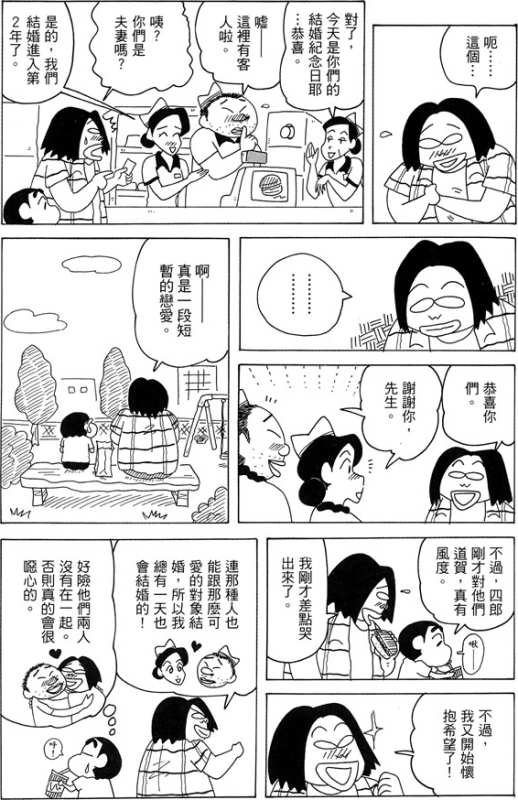 呃……
這個……
對了，
今天是你們的
結婚紀念日耶
…恭喜。
噓——
這裡有客
人啦。
咦？
你們是
夫妻嗎？
是的，我們
結婚進入第
2年了。
…………
恭喜你
們。
謝謝你，
先生。
啊——
真是一段短
暫的戀愛。
不過，四郎
剛才對他們
道賀，真有
風度。
我剛才差點哭
出來了。
不過，
我又開始懷
抱希望了！
連那種人也
能跟那麼可
愛的對象結
婚，所以我
總有一天也
會結婚的！
好險他們兩人
沒有在一起。
否則真的會很
噁心的。